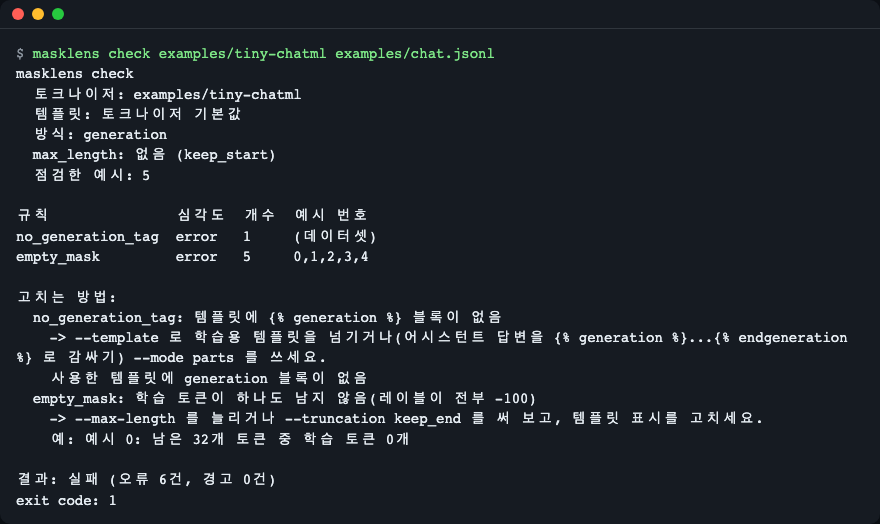 $ masklens check examples/tiny-chatml examples/chat.jsonl
masklens check
토크나이저: examples/tiny-chatml
템플릿: 토크나이저 기본값
방식: generation
max_length: 없음 (keep_start)
점검한 예시: 5
규칙 심각도 개수 예시 번호
no_generation_tag error 1 (데이터셋)
empty_mask error 5 0,1,2,3,4
고치는 방법:
no_generation_tag: 템플릿에 {% generation %} 블록이 없음
-> --template 로 학습용 템플릿을 넘기거나(어시스턴트 답변을 {% generation %}...{% endgeneration
%} 로 감싸기) --mode parts 를 쓰세요.
사용한 템플릿에 generation 블록이 없음
empty_mask: 학습 토큰이 하나도 남지 않음(레이블이 전부 -100)
-> --max-length 를 늘리거나 --truncation keep_end 를 써 보고, 템플릿 표시를 고치세요.
예: 예시 0: 남은 32개 토큰 중 학습 토큰 0개
결과: 실패 (오류 6건, 경고 0건)
exit code: 1